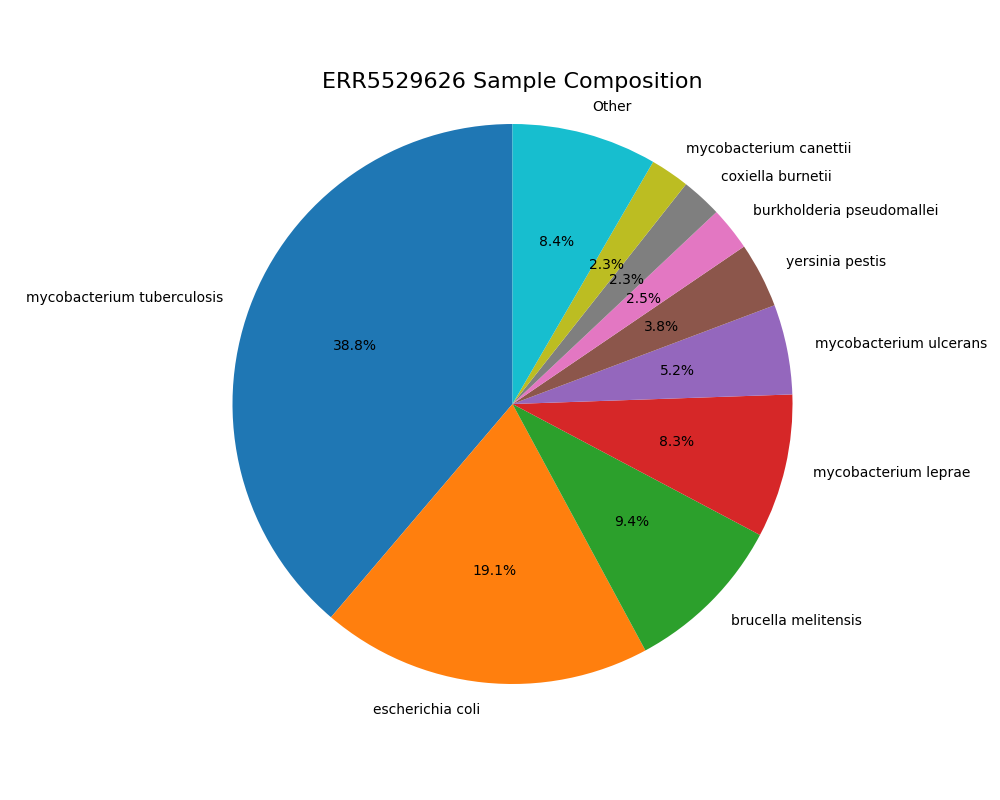 ERR5529626 Sample Composition
Other
mycobacterium canettii
coxiella burnetii
burkholderia pseudomallei
yersinia pestis
mycobacterium ulcerans
mycobacterium leprae
brucella melitensis
escherichia coli
mycobacterium tuberculosis
8.4%
2.3%
2.3%
2.5%
3.8%
5.2%
8.3%
9.4%
19.1%
38.8%